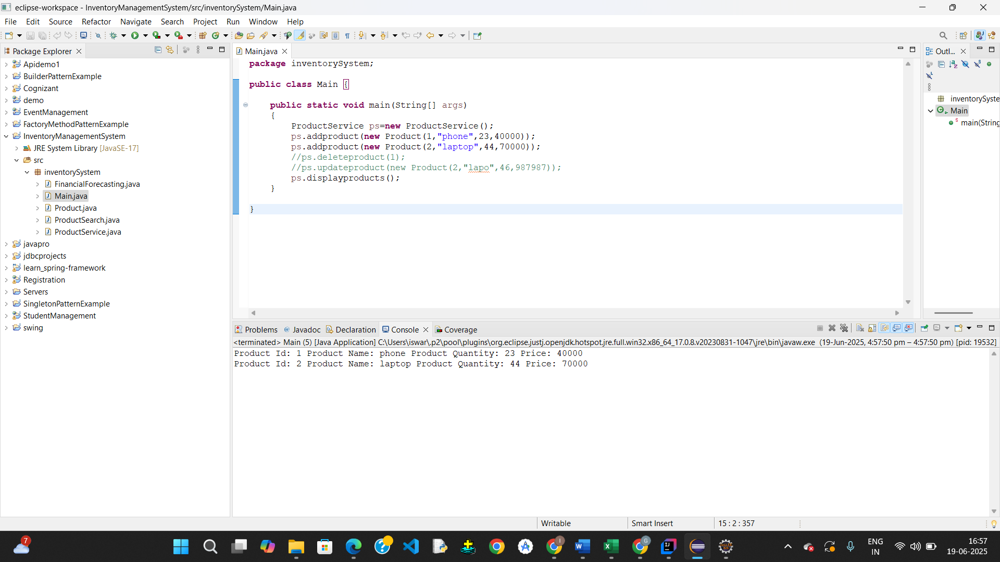 eclipse-workspace - InventoryManagementSystem/src/inventorySystem/Main.java
File Edit Source Refactor Navigate Search Project Run Window Help
Package Explorer
Apidemo1
BuilderPatternExample
Cognizant
demo
EventManagement
FactoryMethodPatternExample
InventoryManagementSystem
JRE System Library [JavaSE-17]
src
inventorySystem
FinancialForecasting.java
Main.java
Product.java
ProductSearch.java
ProductService.java
javapro
jdbcprojects
learn_spring-framework
Registration
Servers
SingletonPatternExample
StudentManagement
swing
Main.java
package inventorySystem;
public class Main {
public static void main(String[] args)
{
ProductService ps=new ProductService();
ps.addproduct(new Product(1,"phone",23,40000));
ps.addproduct(new Product(2,"laptop",44,70000));
//ps.deleteproduct(1);
//ps.updateproduct(new Product(2,"lapo",46,987987));
ps.displayproducts();
}
}
Outl...
inventorySyste
Main
main(String
Problems @ Javadoc Declaration Console Coverage
<terminated> Main (5) [Java Application] C:\Users\iswar\.p2\pool\plugins\org.eclipse.justj.openjdk.hotspot.jre.full.win32.x86_64_17.0.8.v20230831-1047\jre\bin\javaw.exe (19-Jun-2025, 4:57:50 pm – 4:57:50 pm) [pid: 19532]
Product Id: 1 Product Name: phone Product Quantity: 23 Price: 40000
Product Id: 2 Product Name: laptop Product Quantity: 44 Price: 70000
Writable Smart Insert 15 : 2 : 357
7
ENG
IN
16:57
19-06-2025